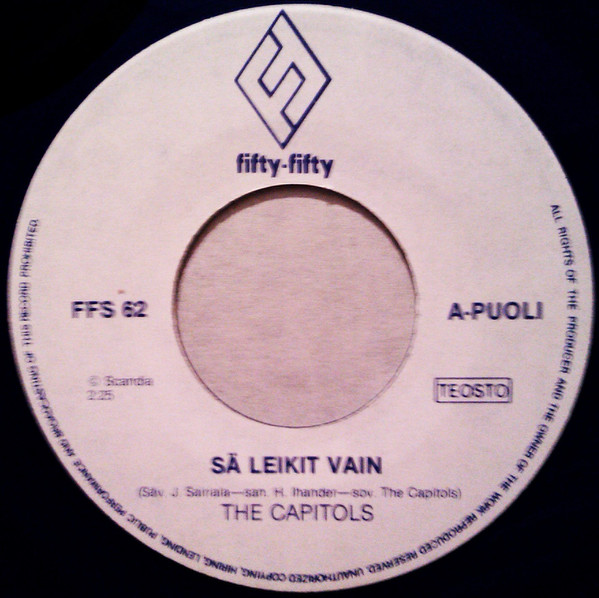 fifty-fifty
FFS 62
A-PUOLI
© Scandia
2:25
TEOSTO
SÄ LEIKIT VAIN
(Säv. J. Sarriala—san. H. Ihander—sov. The Capitols)
THE CAPITOLS
ALL RIGHTS OF THE PRODUCER AND THE OWNER OF THE WORK REPRODUCED RESERVED. UNAUTHORIZED COPYING, HIRING, LENDING, PUBLIC PERFORMANCE AND BROADCASTING OF THIS RECORD PROHIBITED.